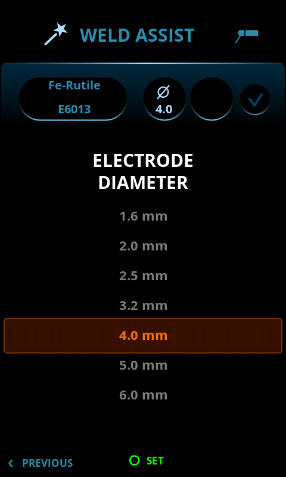 WELD ASSIST
Fe-Rutile
E6013
4.0
ELECTRODE
DIAMETER
1.6 mm
2.0 mm
2.5 mm
3.2 mm
4.0 mm
5.0 mm
6.0 mm
PREVIOUS
SET